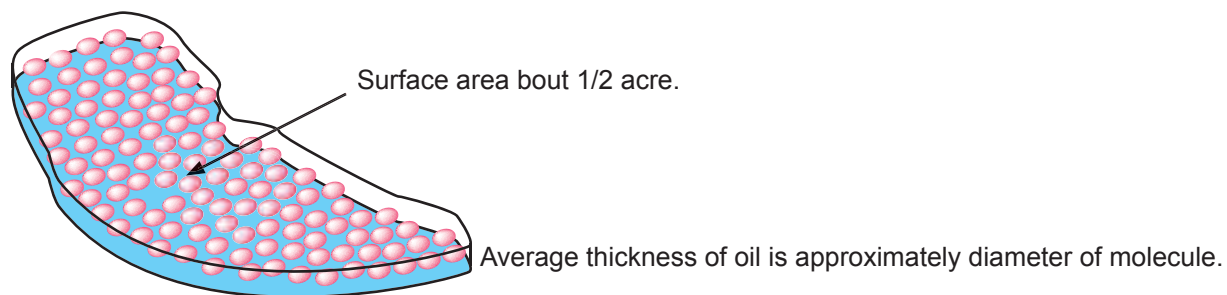 Surface area bout 1/2 acre.
Average thickness of oil is approximately diameter of molecule.